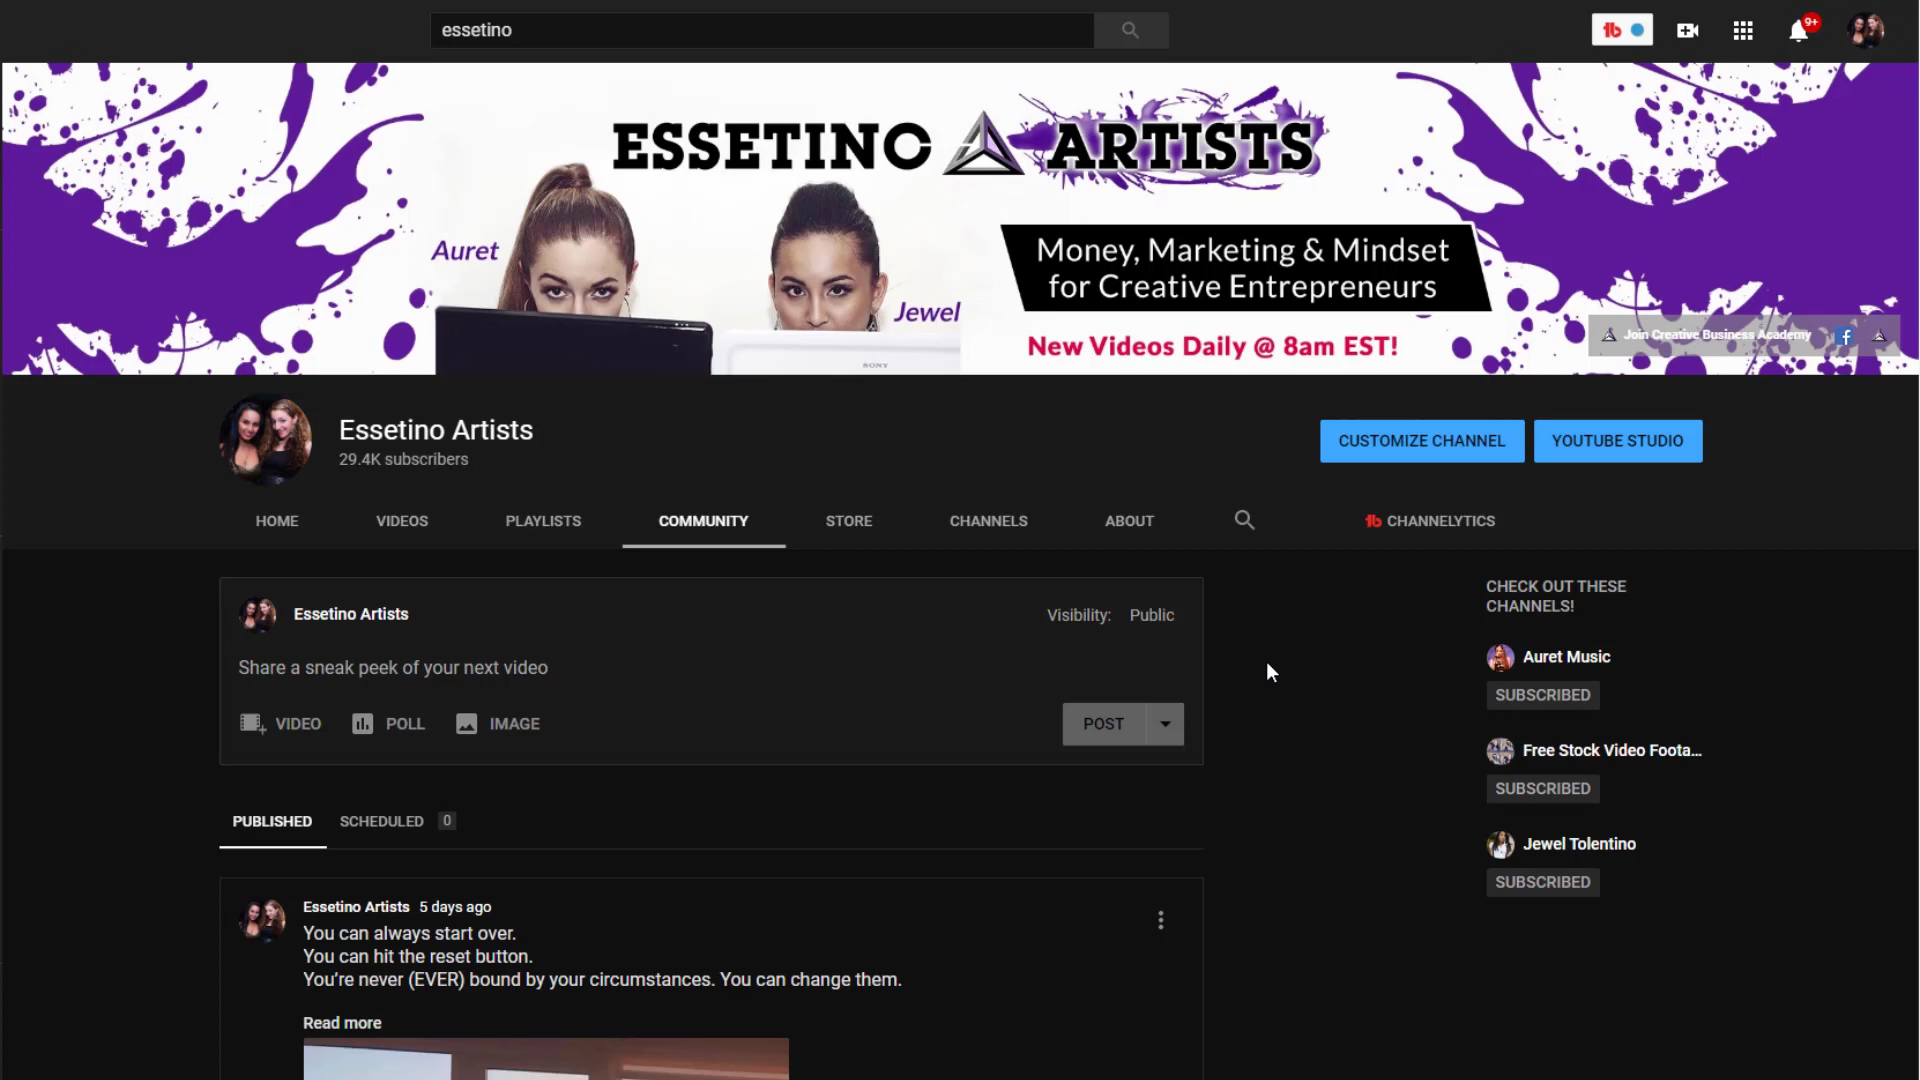 essetino
9+
ESSETINO ARTISTS
Auret
Jewel
SONY
Money, Marketing & Mindset
for Creative Entrepreneurs
New Videos Daily @ 8am EST!
Join Creative Business Academy
Essetino Artists
29.4K subscribers
CUSTOMIZE CHANNEL
YOUTUBE STUDIO
HOME
VIDEOS
PLAYLISTS
COMMUNITY
STORE
CHANNELS
ABOUT
CHANNELYTICS
Essetino Artists
Visibility: Public
Share a sneak peek of your next video
VIDEO
POLL
IMAGE
POST
PUBLISHED
SCHEDULED 0
Essetino Artists 5 days ago
You can always start over.
You can hit the reset button.
You're never (EVER) bound by your circumstances. You can change them.
Read more
CHECK OUT THESE
CHANNELS!
Auret Music
SUBSCRIBED
Free Stock Video Foota...
SUBSCRIBED
Jewel Tolentino
SUBSCRIBED